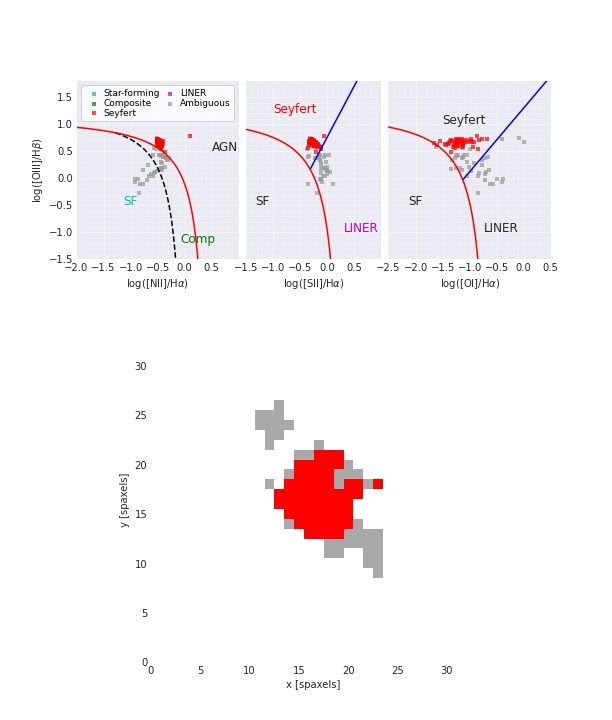 Star-forming LINER
Composite Ambiguous
Seyfert
AGN
SF
Comp
1.5
1.0
0.5
0.0
−0.5
−1.0
−1.5
−2.0 −1.5 −1.0 −0.5 0.0 0.5
log([NII]/Hα)
log([OIII]/Hβ)
Seyfert
SF
LINER
−1.5 −1.0 −0.5 0.0 0.5
log([SII]/Hα)
Seyfert
SF
LINER
−2.5 −2.0 −1.5 −1.0 −0.5 0.0 0.5
log([OI]/Hα)
30
25
20
15
10
5
0
y [spaxels]
0 5 10 15 20 25 30
x [spaxels]